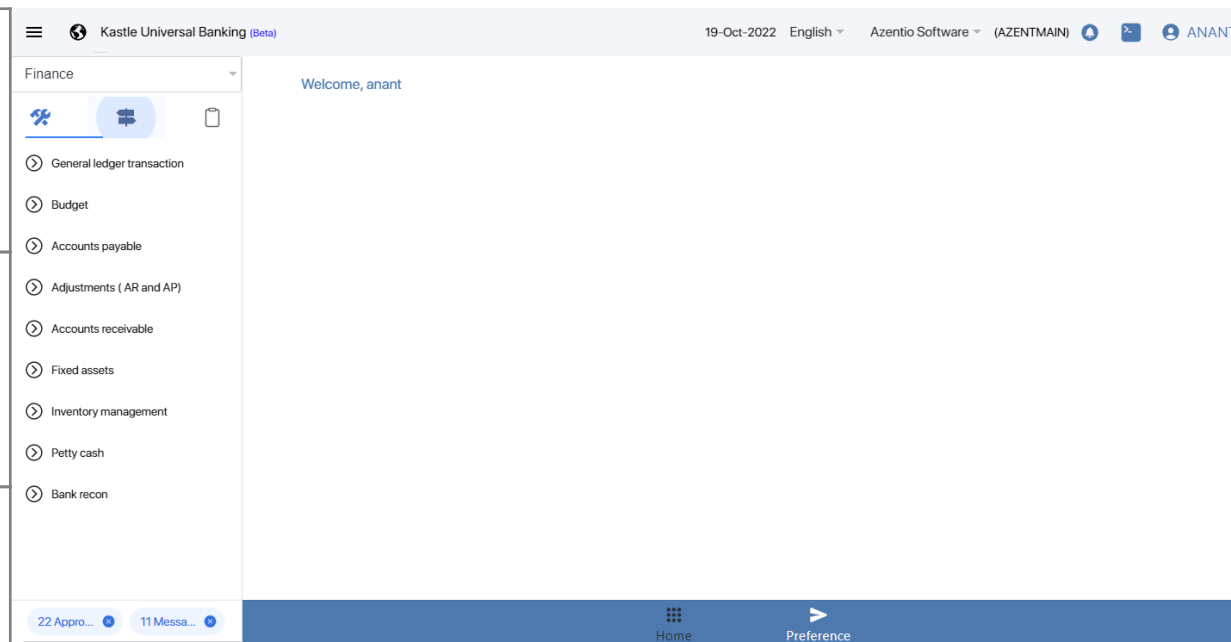 Kastle Universal Banking (Beta) 19-Oct-2022 English Azentio Software (AZENTMAIN) ANANT
Finance
Welcome, anant
General ledger transaction
Budget
Accounts payable
Adjustments ( AR and AP)
Accounts receivable
Fixed assets
Inventory management
Petty cash
Bank recon
22 Appro... 11 Messa...
Home Preference